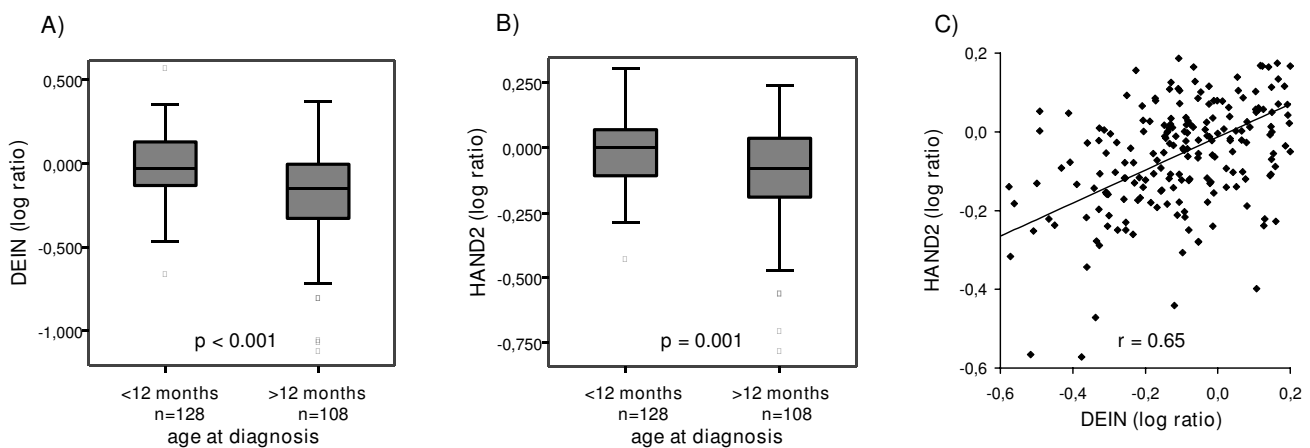 A)
0,500
0,000
-0,500
-1,000
DEIN (log ratio)
p < 0.001
<12 months
n=128
>12 months
n=108
age at diagnosis
B)
0,250
0,000
-0,250
-0,500
-0,750
HAND2 (log ratio)
p = 0.001
<12 months
n=128
>12 months
n=108
age at diagnosis
C)
0,2
0,0
-0,2
-0,4
-0,6
HAND2 (log ratio)
r = 0.65
-0,6
-0,4
-0,2
0,0
0,2
DEIN (log ratio)